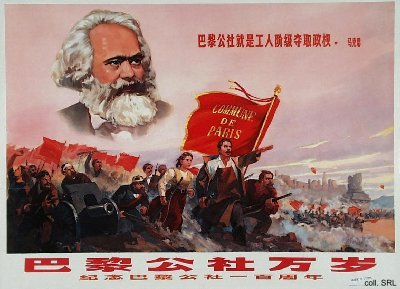 巴黎公社就是工人阶级夺取政权。 马克思
COMMUNE
DE
PARIS
巴黎公社万岁
纪念巴黎公社一百周年
coll. SRL